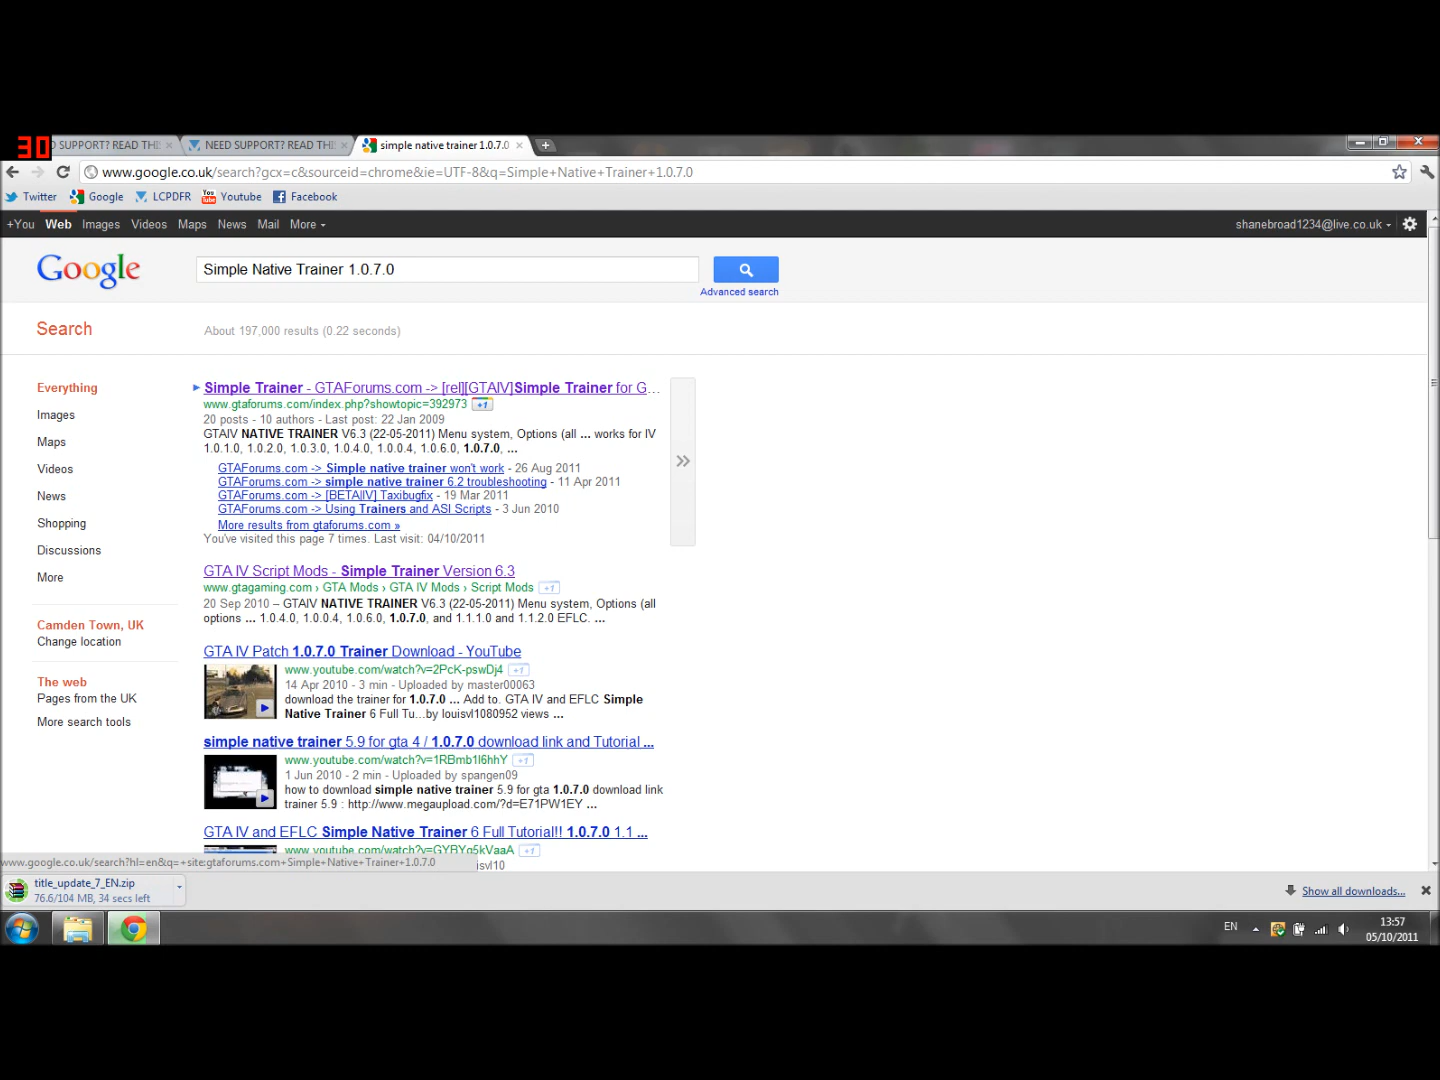 30
D SUPPORT? READ THIS
NEED SUPPORT? READ THIS
simple native trainer 1.0.7.0
www.google.co.uk/search?gcx=c&sourceid=chrome&ie=UTF-8&q=Simple+Native+Trainer+1.0.7.0
Twitter Google LCPDFR Youtube Facebook
+You Web Images Videos Maps News Mail More
shanebroad1234@live.co.uk
Google
Simple Native Trainer 1.0.7.0
Advanced search
Search
About 197,000 results (0.22 seconds)
Everything
Images
Maps
Videos
News
Shopping
Discussions
More
Camden Town, UK
Change location
The web
Pages from the UK
More search tools
Simple Trainer - GTAForums.com -> [rel][GTAIV]Simple Trainer for G...
www.gtaforums.com/index.php?showtopic=392973 +1
20 posts - 10 authors - Last post: 22 Jan 2009
GTAIV NATIVE TRAINER V6.3 (22-05-2011) Menu system, Options (all ... works for IV
1.0.1.0, 1.0.2.0, 1.0.3.0, 1.0.4.0, 1.0.0.4, 1.0.6.0, 1.0.7.0, ...
GTAForums.com -> Simple native trainer won't work - 26 Aug 2011
GTAForums.com -> simple native trainer 6.2 troubleshooting - 11 Apr 2011
GTAForums.com -> [BETA|IV] Taxibugfix - 19 Mar 2011
GTAForums.com -> Using Trainers and ASI Scripts - 3 Jun 2010
More results from gtaforums.com »
You've visited this page 7 times. Last visit: 04/10/2011
GTA IV Script Mods - Simple Trainer Version 6.3
www.gtagaming.com › GTA Mods › GTA IV Mods › Script Mods +1
20 Sep 2010 – GTAIV NATIVE TRAINER V6.3 (22-05-2011) Menu system, Options (all
options ... 1.0.4.0, 1.0.0.4, 1.0.6.0, 1.0.7.0, and 1.1.1.0 and 1.1.2.0 EFLC. ...
GTA IV Patch 1.0.7.0 Trainer Download - YouTube
www.youtube.com/watch?v=2PcK-pswDj4 +1
14 Apr 2010 - 3 min - Uploaded by master00063
download the trainer for 1.0.7.0 ... Add to. GTA IV and EFLC Simple
Native Trainer 6 Full Tu...by louisvl1080952 views ...
simple native trainer 5.9 for gta 4 / 1.0.7.0 download link and Tutorial ...
www.youtube.com/watch?v=1RBmb1I6hhY +1
1 Jun 2010 - 2 min - Uploaded by spangen09
how to download simple native trainer 5.9 for gta 1.0.7.0 download link
trainer 5.9 : http://www.megaupload.com/?d=E71PW1EY ...
GTA IV and EFLC Simple Native Trainer 6 Full Tutorial!! 1.0.7.0 1.1 ...
www.youtube.com/watch?v=GYBYg5kVaaA +1
isvl10
www.google.co.uk/search?hl=en&q=+site:gtaforums.com+Simple+Native+Trainer+1.0.7.0
title_update_7_EN.zip
76.6/104 MB, 34 secs left
Show all downloads...
EN
13:57
05/10/2011